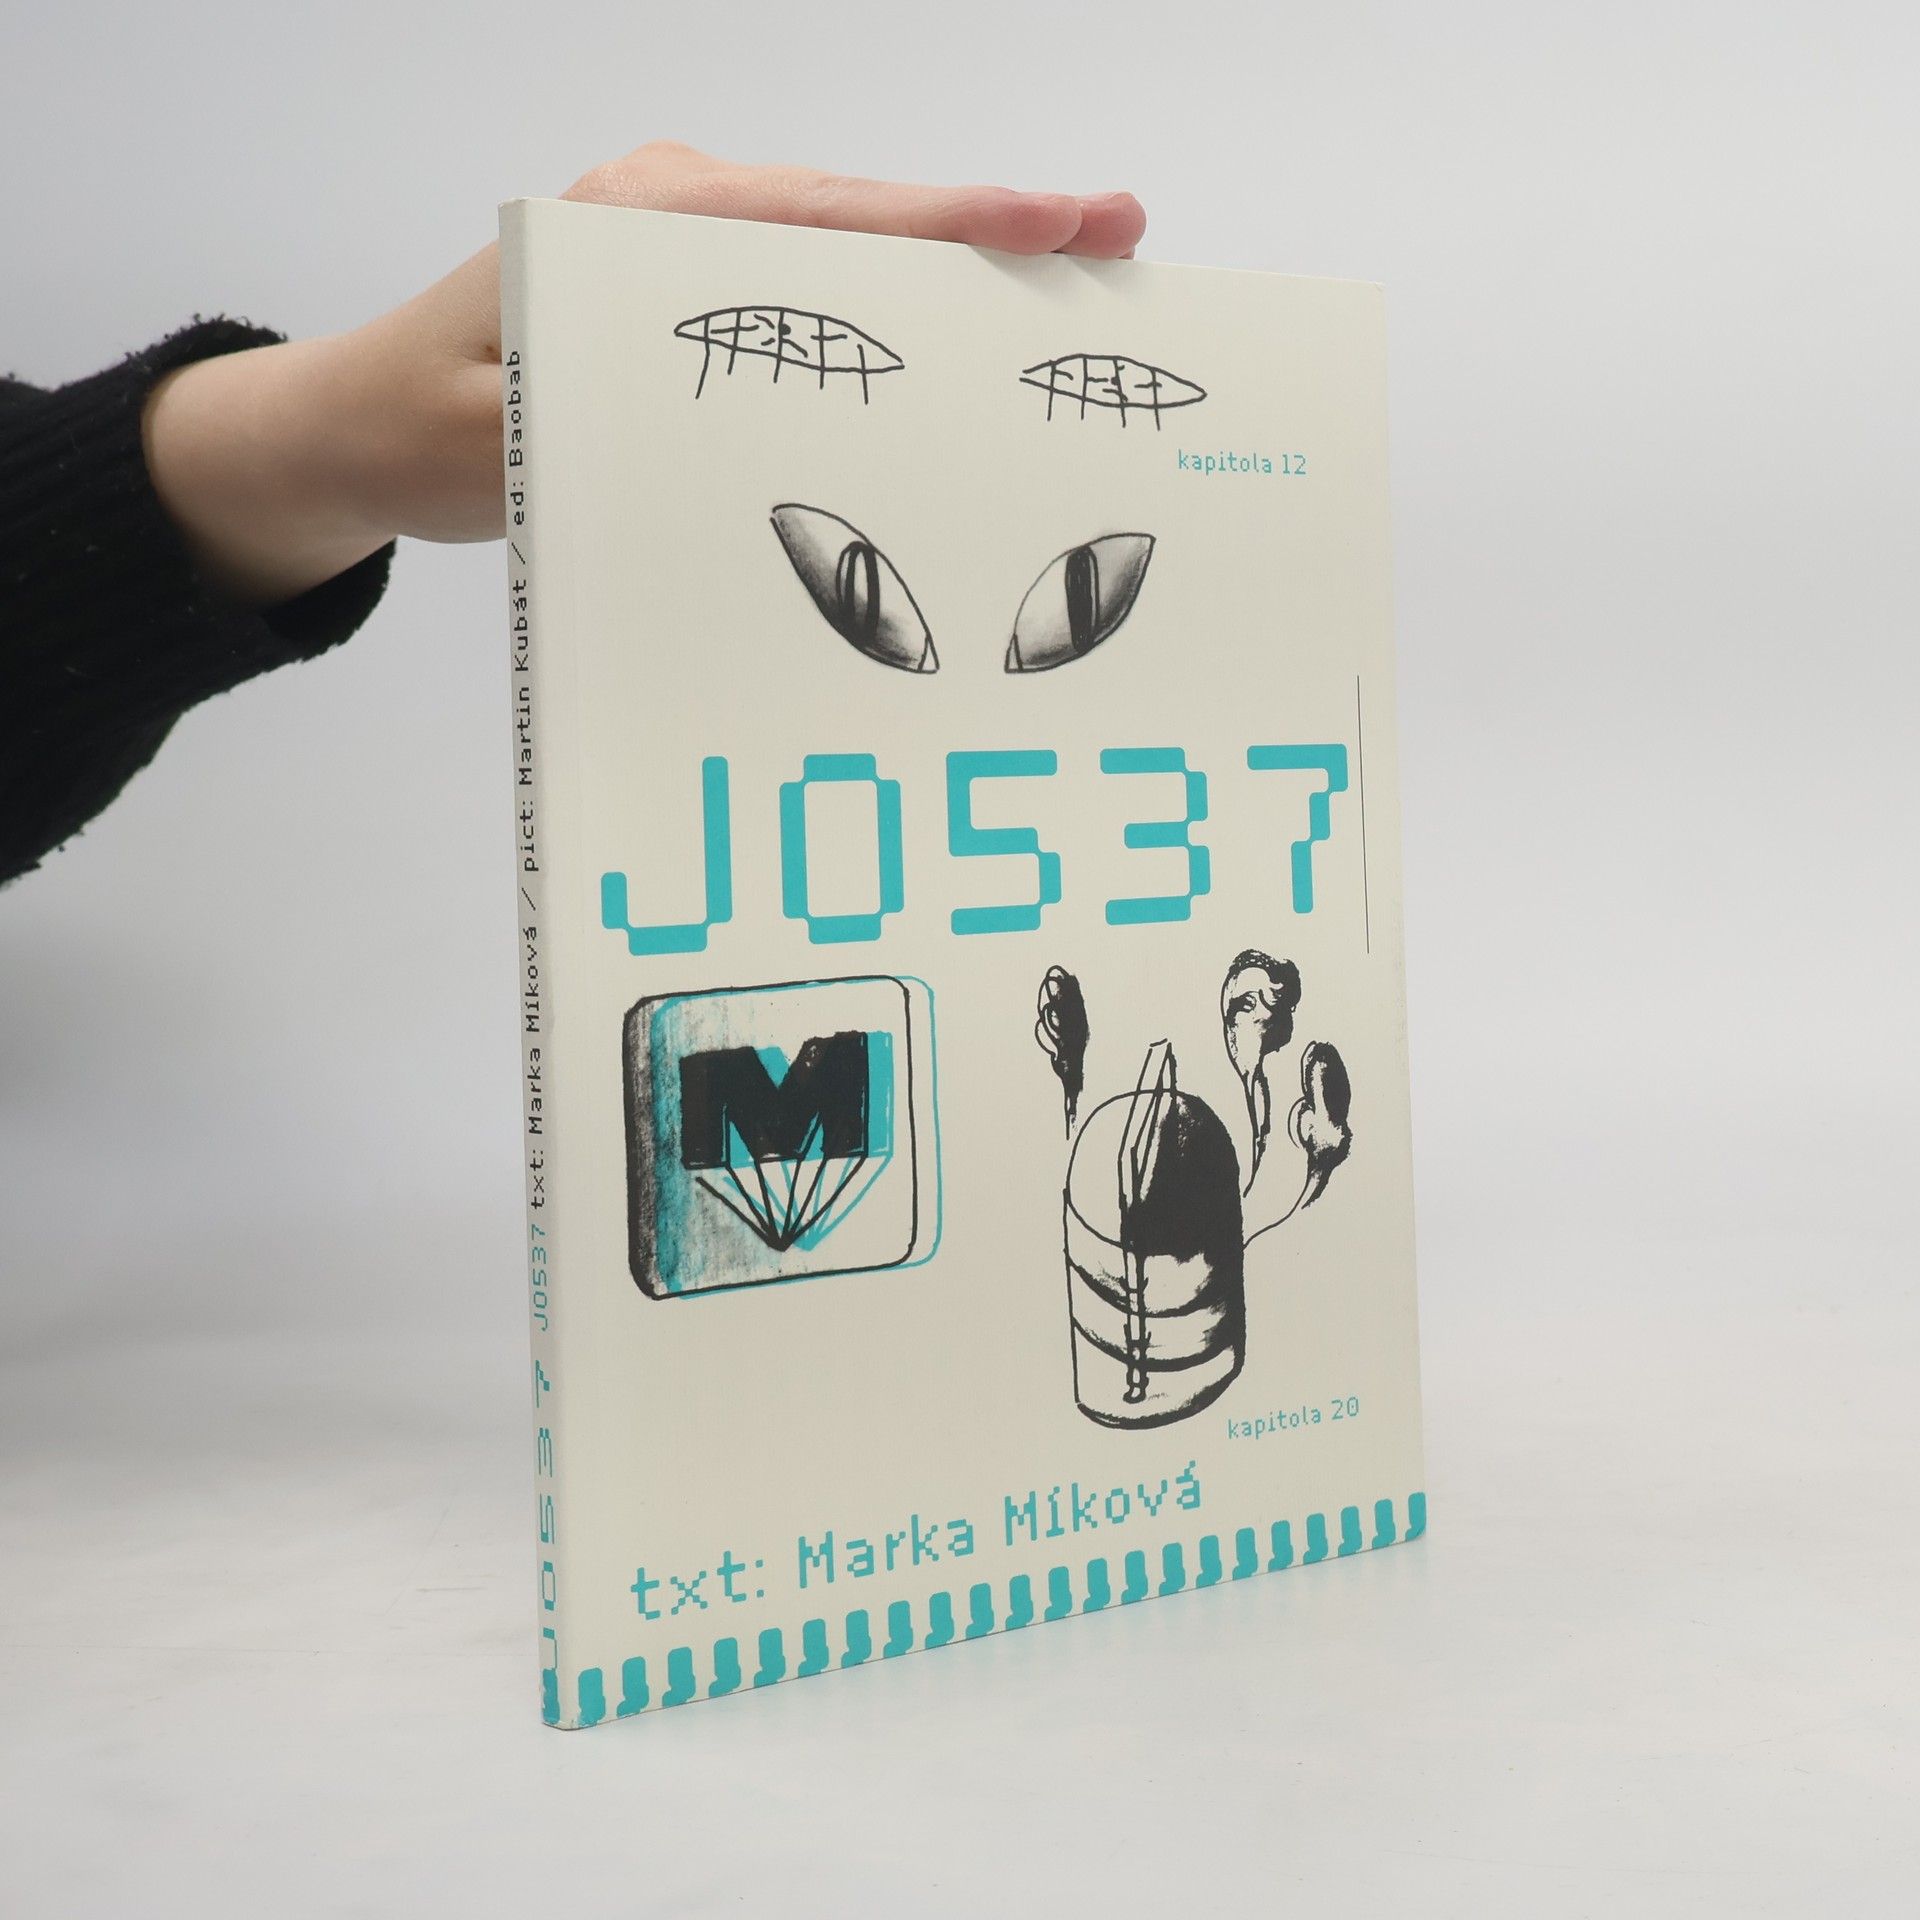 kapitola 12
JO537
M
kapitola 20
txt: Marka Míková
JO537 JO537 txt: Marka Míková / pict: Martin Kubát / ed: Baobab